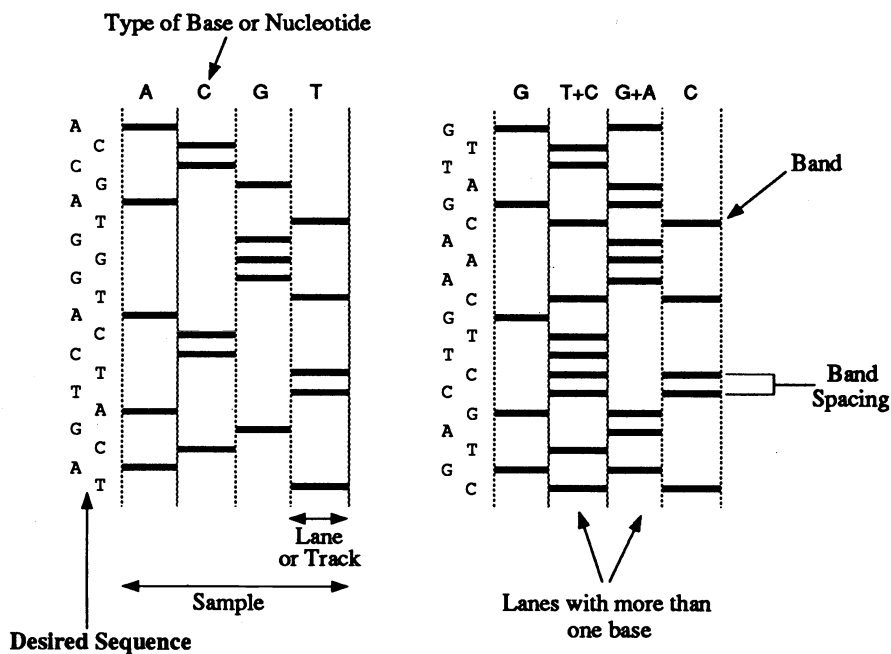 Type of Base or Nucleotide
A C G T
A
C
C
G
A
T
G
G
G
T
A
C
C
T
T
A
G
C
A
T
Lane
or Track
Sample
Desired Sequence
G T+C G+A C
G
T
T
A
G
C
A
A
A
C
G
T
T
C
C
G
A
T
G
C
Band
Band
Spacing
Lanes with more than
one base